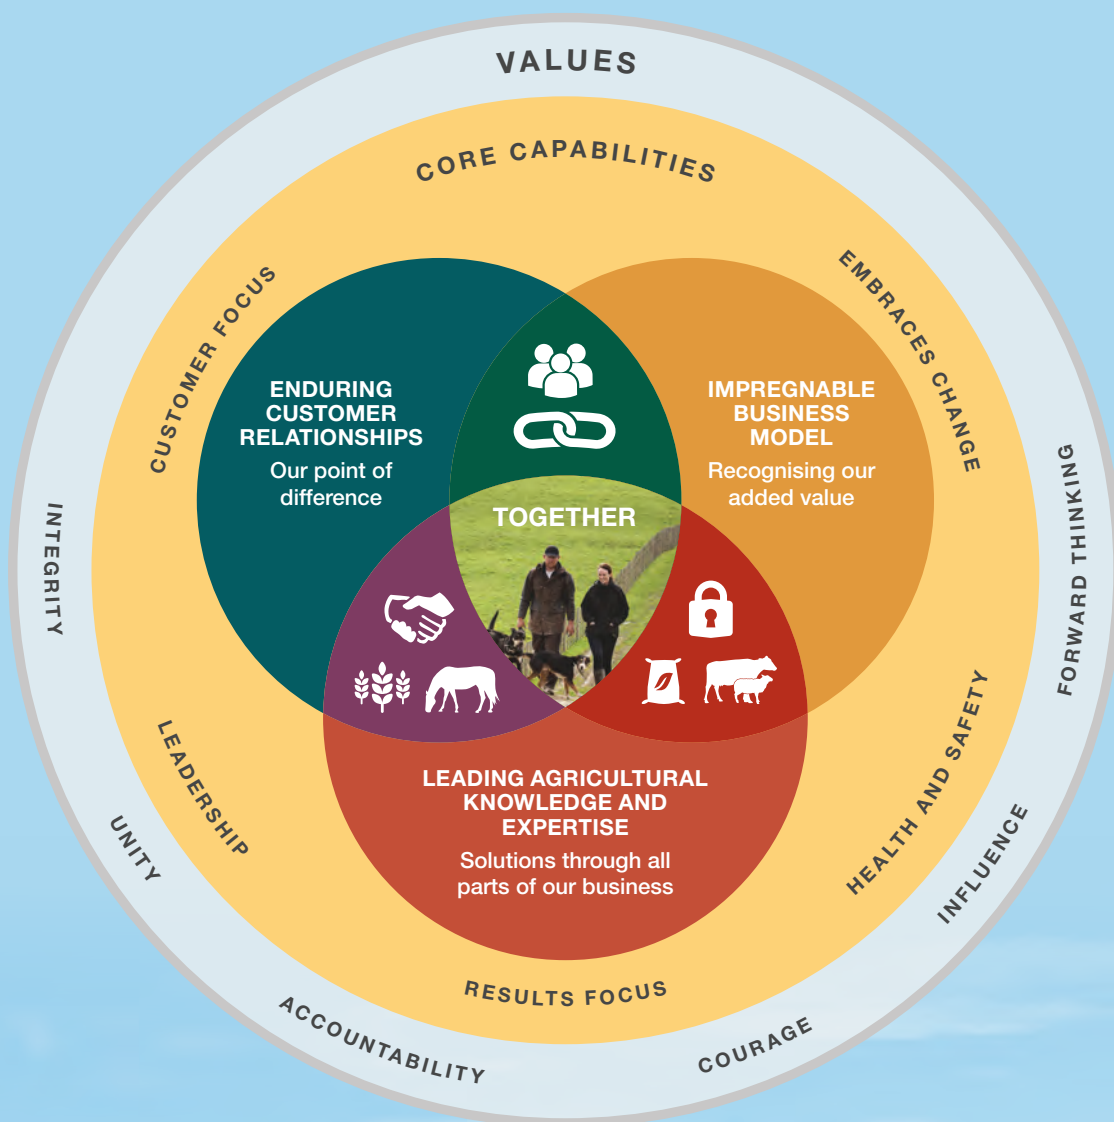 VALUES
CORE CAPABILITIES
CUSTOMER FOCUS
EMBRACES CHANGE
ENDURING
CUSTOMER
RELATIONSHIPS
Our point of
difference
IMPREGNABLE
BUSINESS
MODEL
Recognising our
added value
TOGETHER
INTEGRITY
FORWARD THINKING
LEADERSHIP
HEALTH AND SAFETY
LEADING AGRICULTURAL
KNOWLEDGE AND
EXPERTISE
Solutions through all
parts of our business
UNITY
INFLUENCE
RESULTS FOCUS
ACCOUNTABILITY
COURAGE